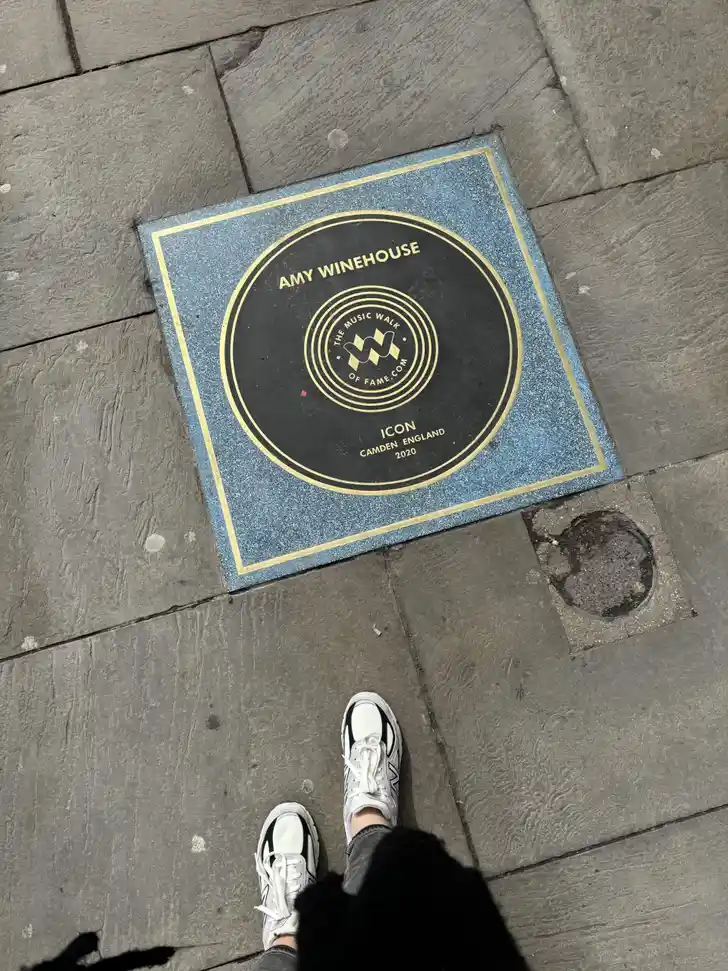 AMY WINEHOUSE
THE MUSIC WALK
OF FAME.COM
ICON
CAMDEN ENGLAND
2020